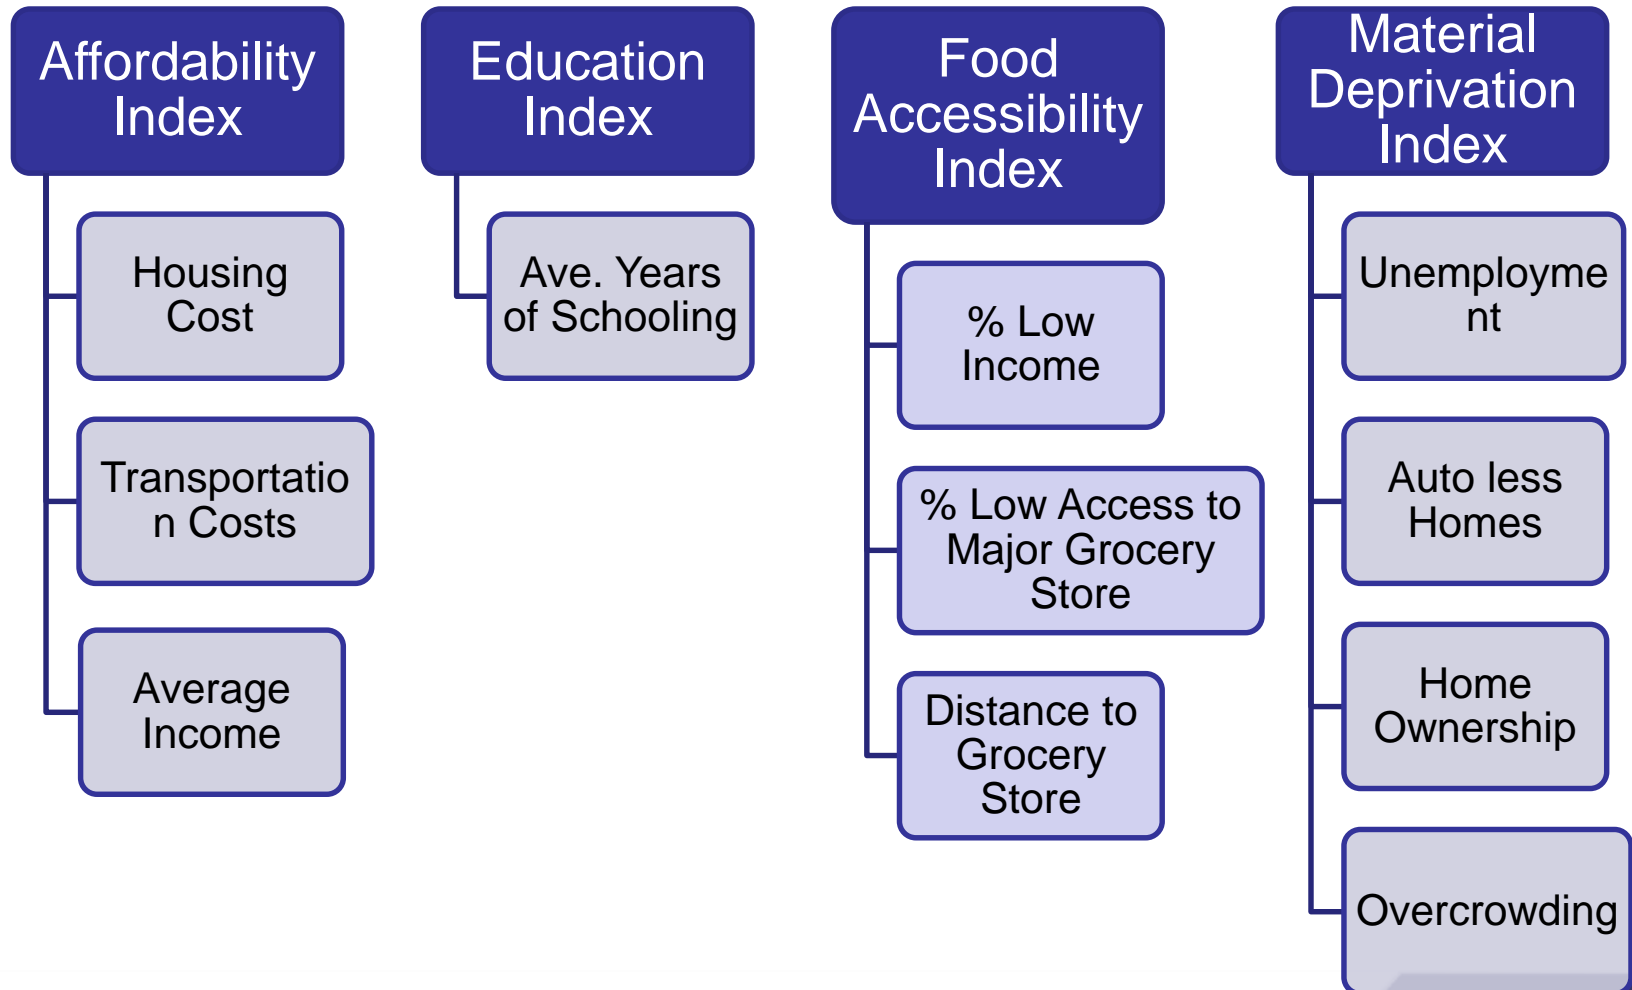 Affordability
Index
Housing
Cost
Transportatio
n Costs
Average
Income
Education
Index
Ave. Years
of Schooling
Food
Accessibility
Index
% Low
Income
% Low Access to
Major Grocery
Store
Distance to
Grocery
Store
Material
Deprivation
Index
Unemployme
nt
Auto less
Homes
Home
Ownership
Overcrowding